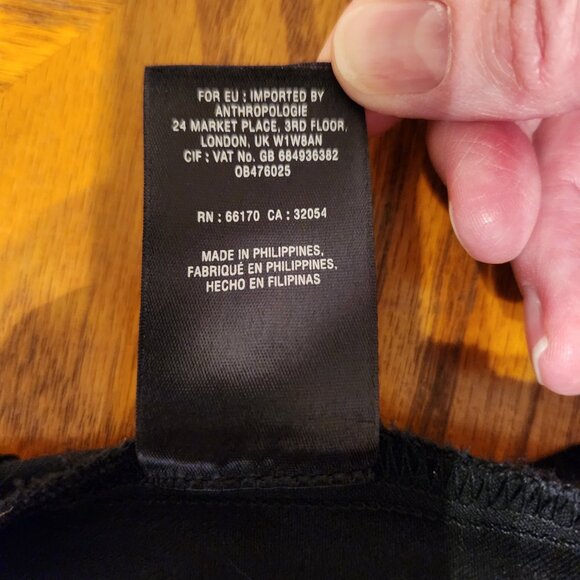 FOR EU : IMPORTED BY
ANTHROPOLOGIE
24 MARKET PLACE, 3RD FLOOR,
LONDON, UK W1W8AN
CIF : VAT No. GB 684936382
OB476025
RN : 66170 CA : 32054
MADE IN PHILIPPINES,
FABRIQUÉ EN PHILIPPINES,
HECHO EN FILIPINAS